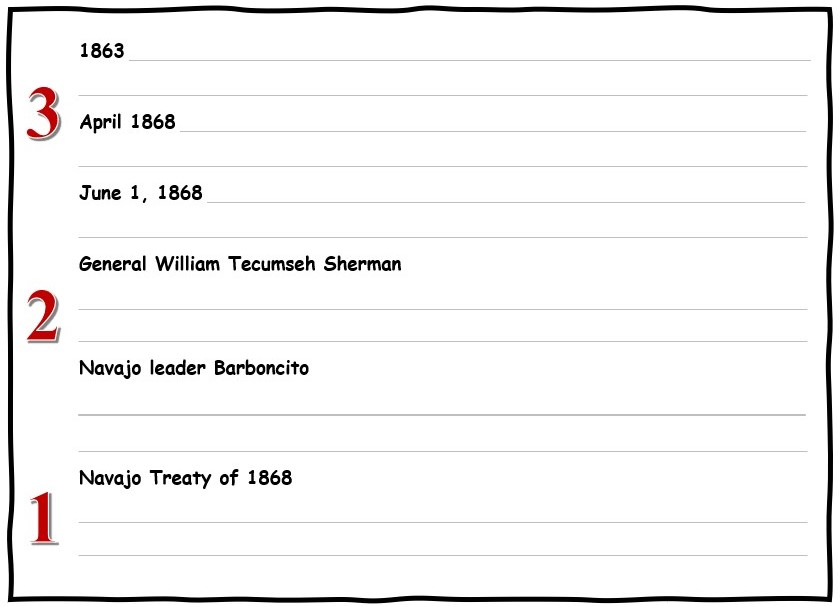 1863
3
April 1868
June 1, 1868
General William Tecumseh Sherman
2
Navajo leader Barboncito
Navajo Treaty of 1868
1